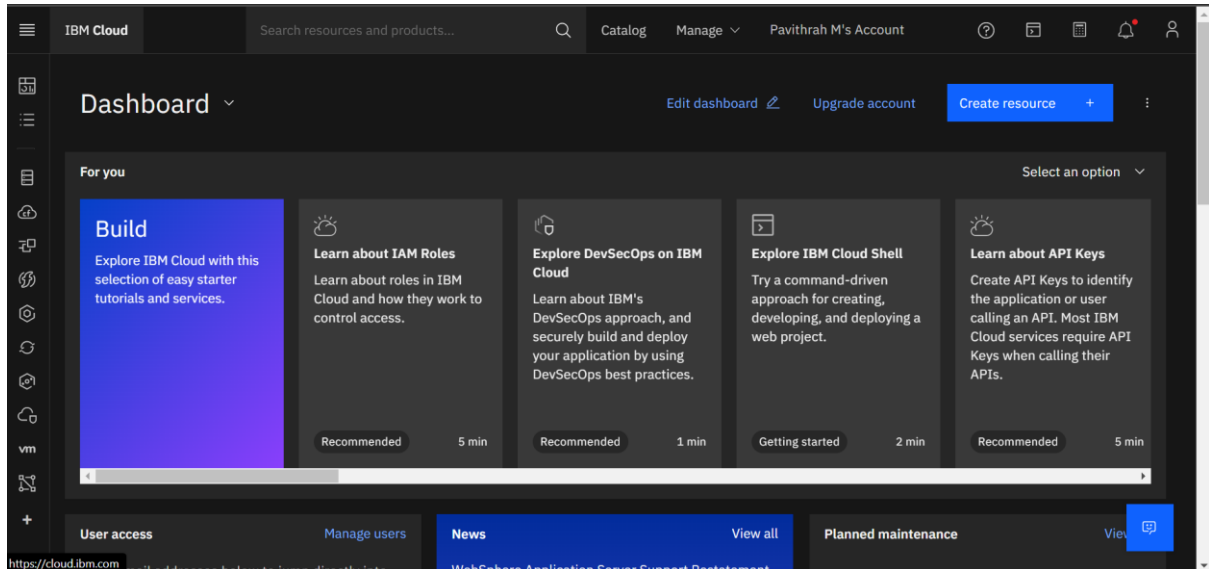 IBM Cloud
Search resources and products...
Catalog
Manage
Pavithrah M's Account
Dashboard
Edit dashboard
Upgrade account
Create resource +
For you
Select an option
Build
Explore IBM Cloud with this
selection of easy starter
tutorials and services.
Learn about IAM Roles
Learn about roles in IBM
Cloud and how they work to
control access.
Recommended
5 min
Explore DevSecOps on IBM
Cloud
Learn about IBM's
DevSecOps approach, and
securely build and deploy
your application by using
DevSecOps best practices.
Recommended
1 min
Explore IBM Cloud Shell
Try a command-driven
approach for creating,
developing, and deploying a
web project.
Getting started
2 min
Learn about API Keys
Create API Keys to identify
the application or user
calling an API. Most IBM
Cloud services require API
Keys when calling their
APIs.
Recommended
5 min
vm
User access
Manage users
News
View all
Planned maintenance
https://cloud.ibm.com
WebSphere Application Server Support Restatement